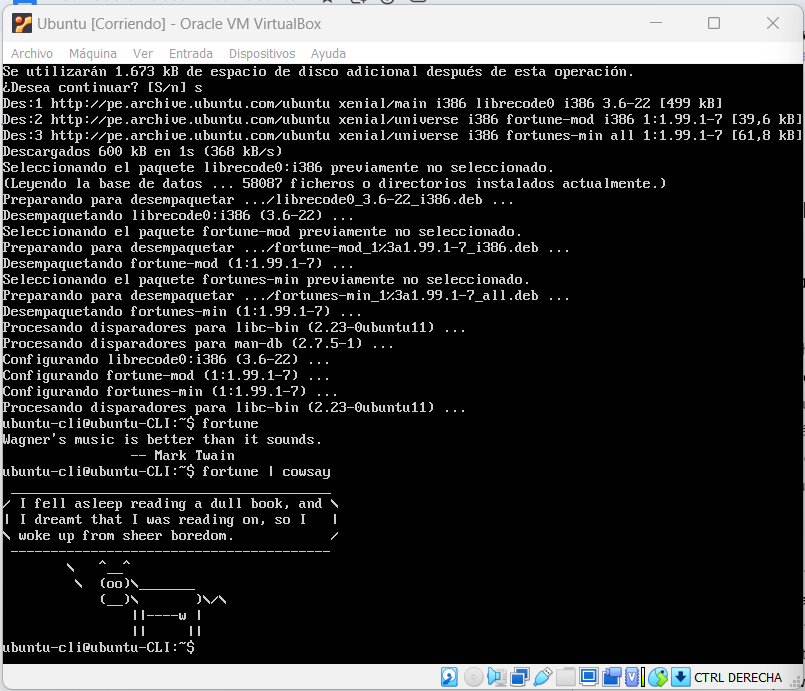 Ubuntu [Corriendo] - Oracle VM VirtualBox
Archivo Máquina Ver Entrada Dispositivos Ayuda
Se utilizarán 1.673 kB de espacio de disco adicional después de esta operación.
¿Desea continuar? [S/n] s
Des:1 http://pe.archive.ubuntu.com/ubuntu xenial/main i386 librecode0 i386 3.6-22 [499 kB]
Des:2 http://pe.archive.ubuntu.com/ubuntu xenial/universe i386 fortune-mod i386 1:1.99.1-7 [39,6 kB]
Des:3 http://pe.archive.ubuntu.com/ubuntu xenial/universe i386 fortunes-min all 1:1.99.1-7 [61,8 kB]
Descargados 600 kB en 1s (368 kB/s)
Seleccionando el paquete librecode0:i386 previamente no seleccionado.
(Leyendo la base de datos ... 58087 ficheros o directorios instalados actualmente.)
Preparando para desempaquetar .../librecode0_3.6-22_i386.deb ...
Desempaquetando librecode0:i386 (3.6-22) ...
Seleccionando el paquete fortune-mod previamente no seleccionado.
Preparando para desempaquetar .../fortune-mod_1%3a1.99.1-7_i386.deb ...
Desempaquetando fortune-mod (1:1.99.1-7) ...
Seleccionando el paquete fortunes-min previamente no seleccionado.
Preparando para desempaquetar .../fortunes-min_1%3a1.99.1-7_all.deb ...
Desempaquetando fortunes-min (1:1.99.1-7) ...
Procesando disparadores para libc-bin (2.23-0ubuntu11) ...
Procesando disparadores para man-db (2.7.5-1) ...
Configurando librecode0:i386 (3.6-22) ...
Configurando fortune-mod (1:1.99.1-7) ...
Configurando fortunes-min (1:1.99.1-7) ...
Procesando disparadores para libc-bin (2.23-0ubuntu11) ...
ubuntu-cli@ubuntu-CLI:~$ fortune
Wagner's music is better than it sounds.
                -- Mark Twain
ubuntu-cli@ubuntu-CLI:~$ fortune | cowsay
 ________________________________________
/ I fell asleep reading a dull book, and \
| I dreamt that I was reading on, so I   |
\ woke up from sheer boredom.            /
 ----------------------------------------
        \   ^__^
         \  (oo)\_______
            (__)\       )\/\
                ||----w |
                ||     ||
ubuntu-cli@ubuntu-CLI:~$
CTRL DERECHA